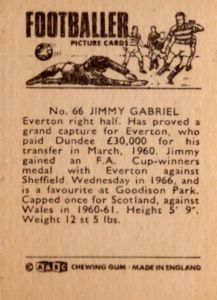 FOOTBALLER
PICTURE CARDS
No. 66 JIMMY GABRIEL
Everton right half. Has proved a
grand capture for Everton, who
paid Dundee £30,000 for
his transfer in March, 1960. Jimmy
gained an F.A. Cup-winners
medal with Everton against
Sheffield Wednesday in 1966, and
is a favourite at Goodison Park.
Capped once for Scotland, against
Wales in 1960-61. Height 5' 9".
Weight 12 st 5 lbs.
© A&BC CHEWING GUM · MADE IN ENGLAND